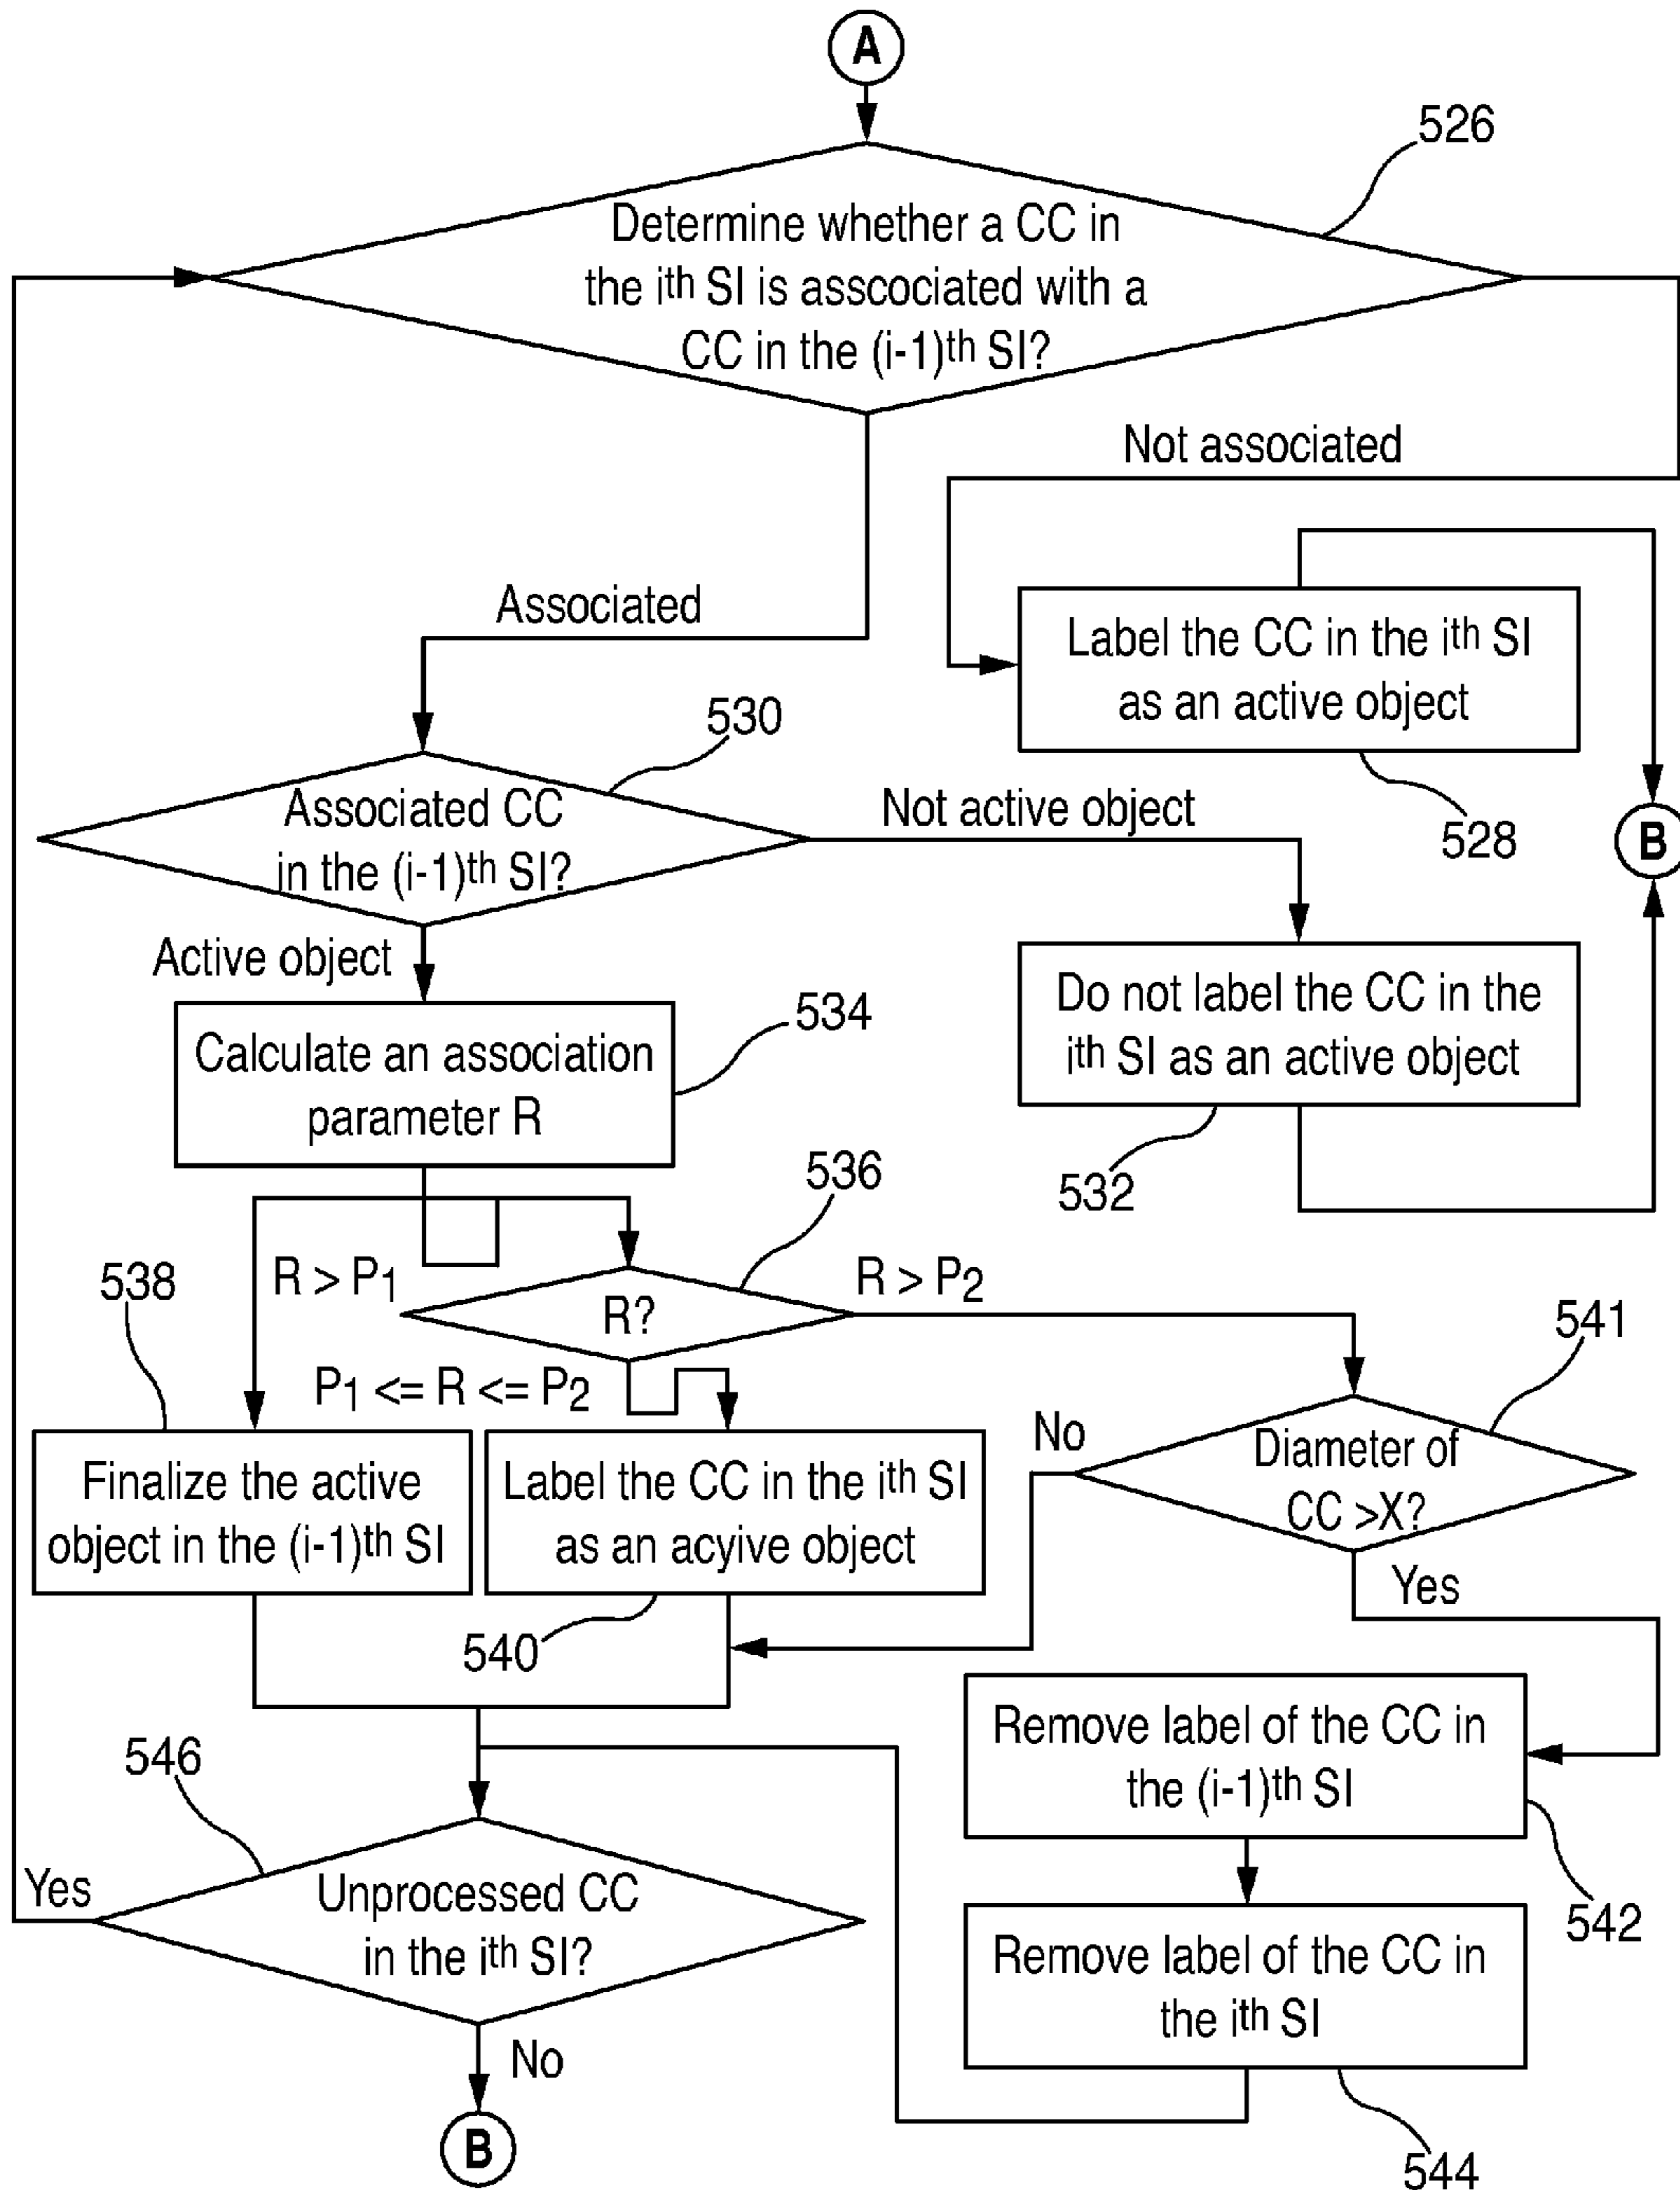 A
526
Determine whether a CC in
the ith SI is asscociated with a
CC in the (i-1)th SI?
Not associated
Associated
Label the CC in the ith SI
as an active object
528
B
530
Associated CC
in the (i-1)th SI?
Not active object
Active object
Do not label the CC in the
ith SI as an active object
532
534
Calculate an association
parameter R
536
R > P1
R?
R > P2
538
P1 <= R <= P2
541
Finalize the active
object in the (i-1)th SI
Label the CC in the ith SI
as an acyive object
540
No
Diameter of
CC >X?
Yes
Remove label of the CC in
the (i-1)th SI
542
546
Yes
Unprocessed CC
in the ith SI?
Remove label of the CC in
the ith SI
544
No
B